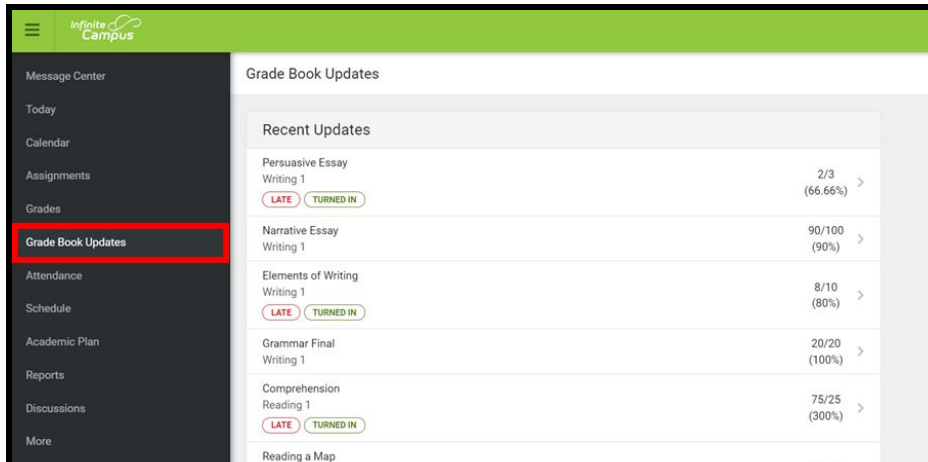 Infinite
Campus
Message Center
Today
Calendar
Assignments
Grades
Grade Book Updates
Attendance
Schedule
Academic Plan
Reports
Discussions
More
Grade Book Updates
Recent Updates
Persuasive Essay
Writing 1
LATE TURNED IN
2/3
(66.66%)
Narrative Essay
Writing 1
90/100
(90%)
Elements of Writing
Writing 1
LATE TURNED IN
8/10
(80%)
Grammar Final
Writing 1
20/20
(100%)
Comprehension
Reading 1
LATE TURNED IN
75/25
(300%)
Reading a Map